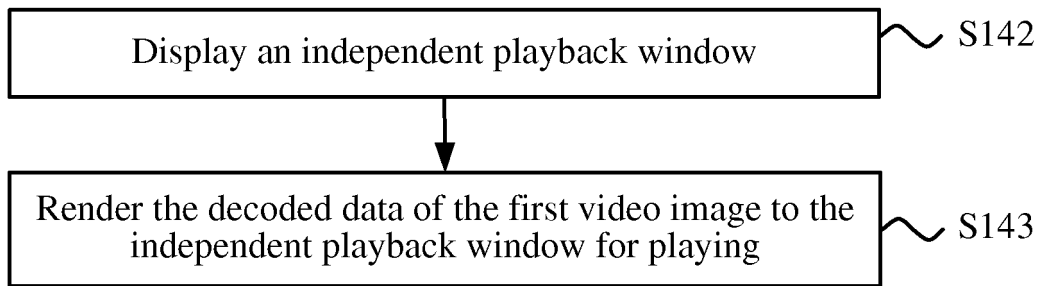 Display an independent playback window
S142
Render the decoded data of the first video image to the
independent playback window for playing
S143